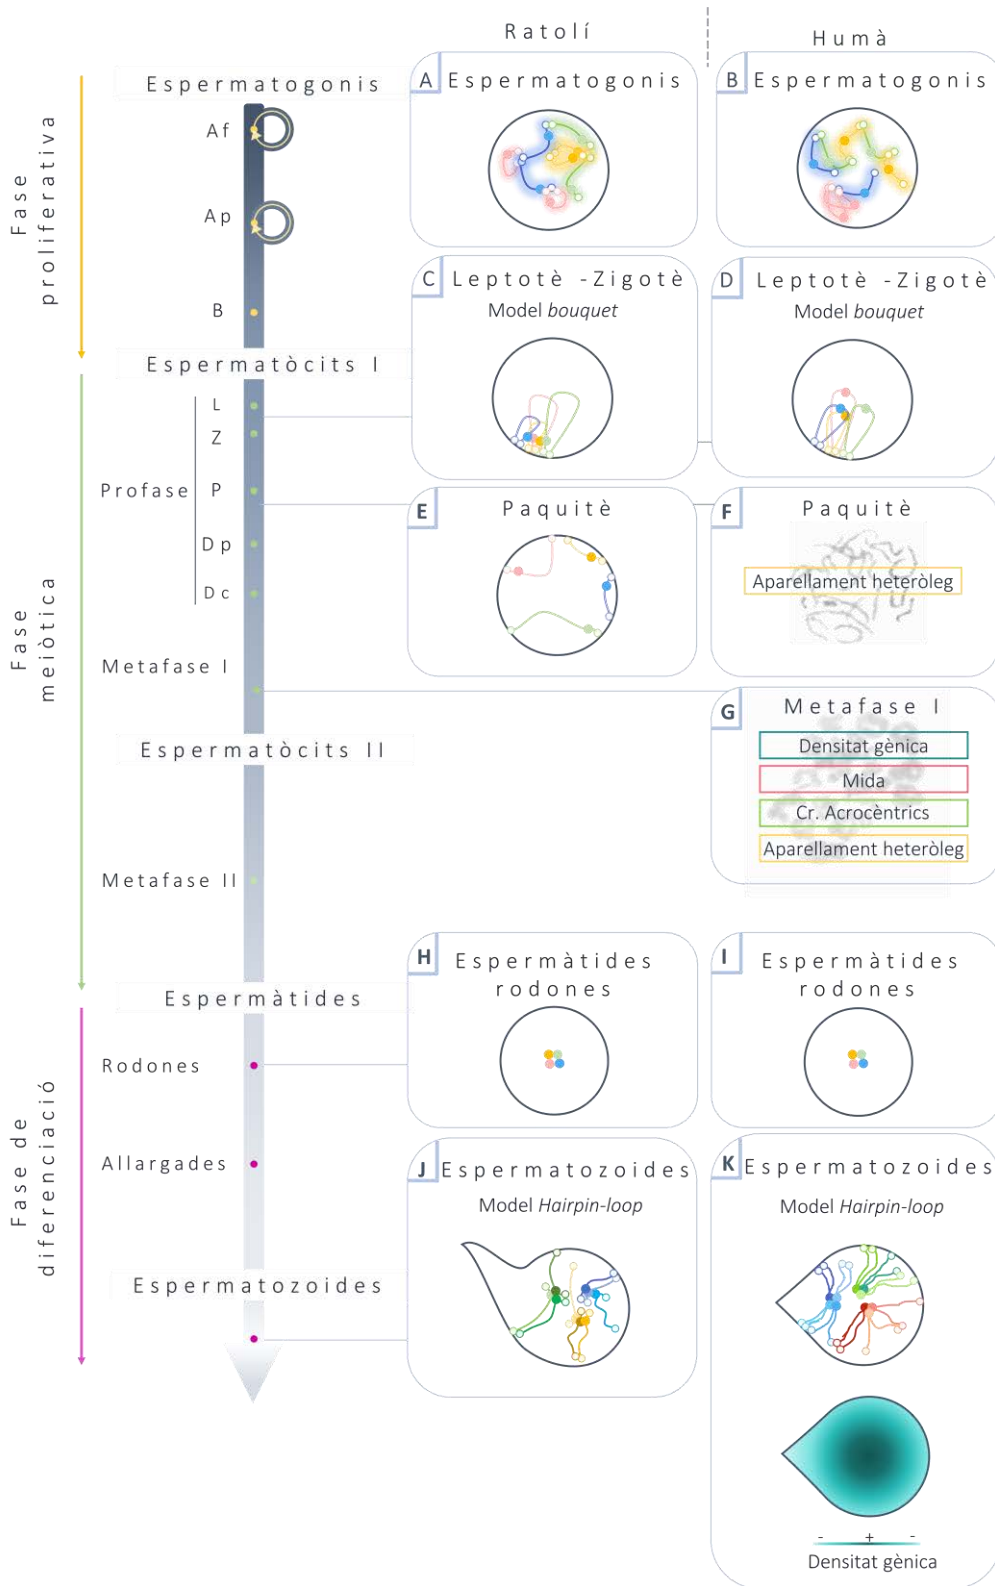 Ratolí
Humà
Fase
proliferativa
Espermatogonis
Af
Ap
B
A Espermatogonis
B Espermatogonis
C Leptotè -Zigotè
Model bouquet
D Leptotè -Zigotè
Model bouquet
Fase
meiòtica
Espermatòcits I
L
Z
Profase
P
Dp
Dc
E Paquitè
F Paquitè
Aparellament heteròleg
Metafase I
G Metafase I
Densitat gènica
Mida
Cr. Acrocèntrics
Aparellament heteròleg
Espermatòcits II
Metafase II
Fase de
diferenciació
Espermàtides
Rodones
Allargades
H Espermàtides
rodones
I Espermàtides
rodones
Espermatozoides
J Espermatozoides
Model Hairpin-loop
K Espermatozoides
Model Hairpin-loop
- + -
Densitat gènica